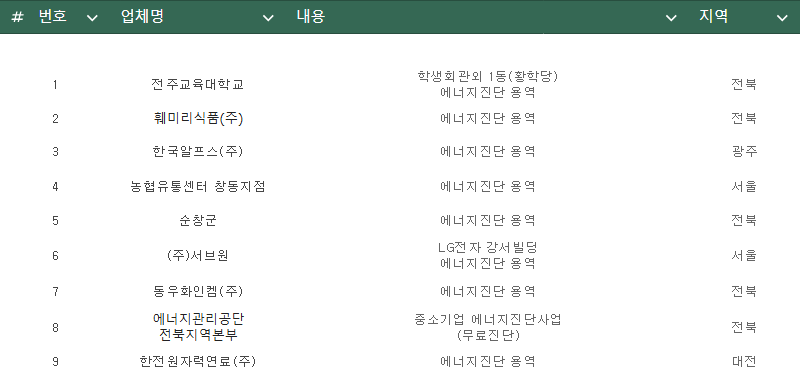 # 번호 업체명 내용 지역
1 전주교육대학교 학생회관외 1동(황학당) 전북
에너지진단 용역
2 훼미리식품(주) 에너지진단 용역 전북
3 한국알프스(주) 에너지진단 용역 광주
4 농협유통센터 창동지점 에너지진단 용역 서울
5 순창군 에너지진단 용역 전북
6 (주)서브원 LG전자 강서빌딩 서울
에너지진단 용역
7 동우화인켐(주) 에너지진단 용역 전북
8 에너지관리공단 중소기업 에너지진단사업 전북
전북지역본부 (무료진단)
9 한전원자력연료(주) 에너지진단 용역 대전